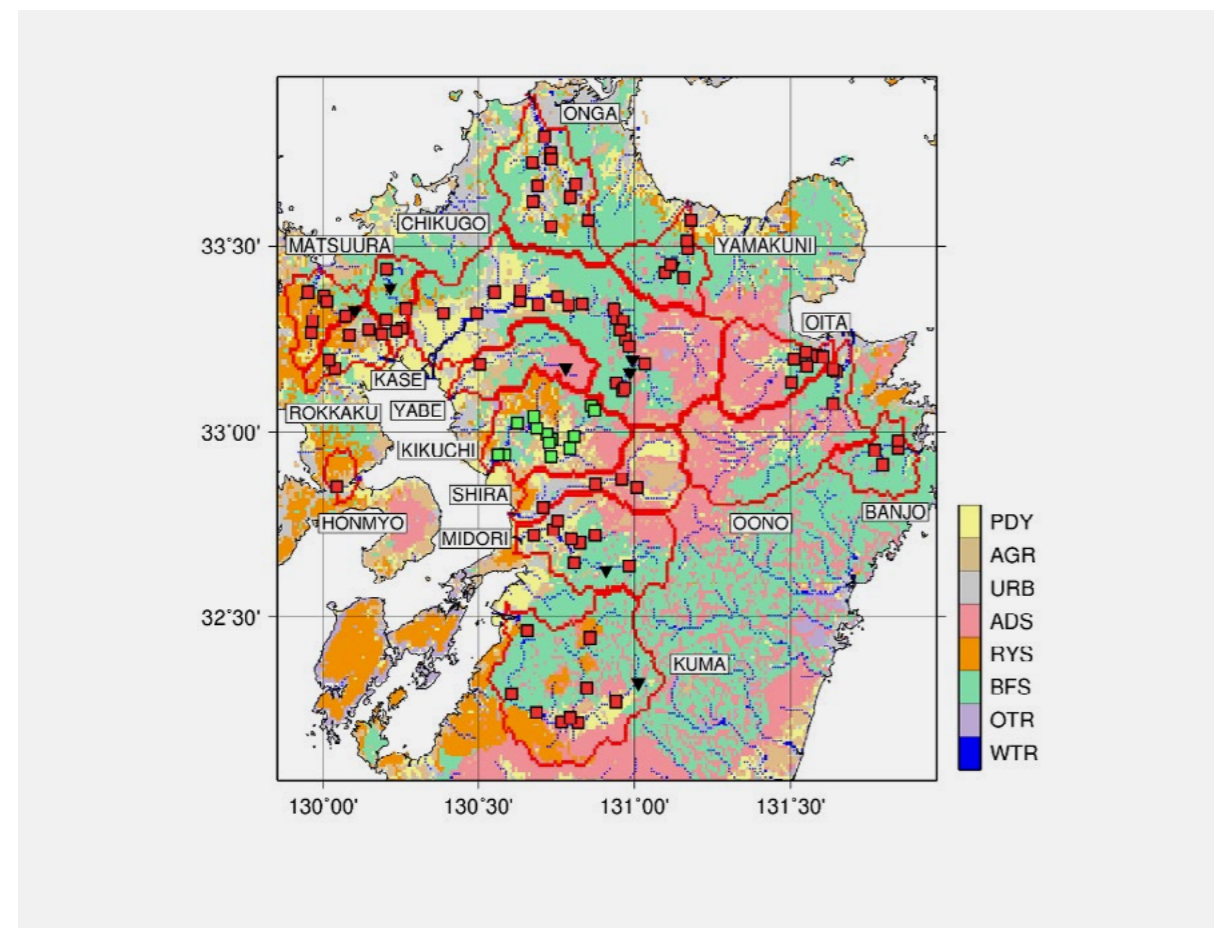 ONGA
CHIKUGO
MATSUURA
YAMAKUNI
OITA
KASE
ROKKAKU
YABE
KIKUCHI
SHIRA
HONMYO
MIDORI
OONO
BANJO
KUMA
33°30'
33°00'
32°30'
130°00'
130°30'
131°00'
131°30'
PDY
AGR
URB
ADS
RYS
BFS
OTR
WTR